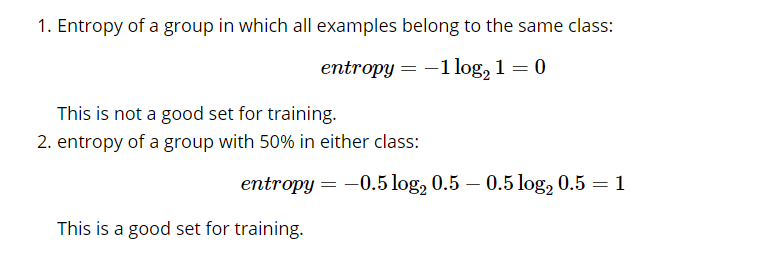 1. Entropy of a group in which all examples belong to the same class:
entropy = −1 log₂ 1 = 0
This is not a good set for training.
2. entropy of a group with 50% in either class:
entropy = −0.5 log₂ 0.5 − 0.5 log₂ 0.5 = 1
This is a good set for training.